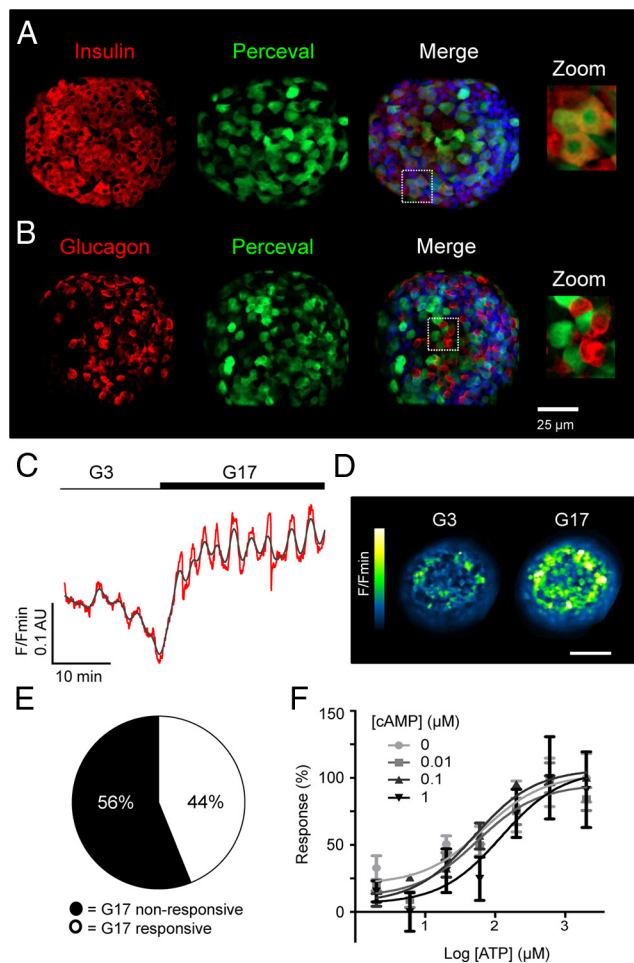 A
Insulin Perceval Merge
Zoom
B
Glucagon Perceval Merge
Zoom
25 µm
C
G3 G17
F/Fmin
0.1 AU
10 min
D
G3 G17
F/Fmin
E
56% 44%
= G17 non-responsive
= G17 responsive
F
[cAMP] (µM)
0
0.01
0.1
1
Response (%)
150
100
50
0
1 2 3
Log [ATP] (µM)